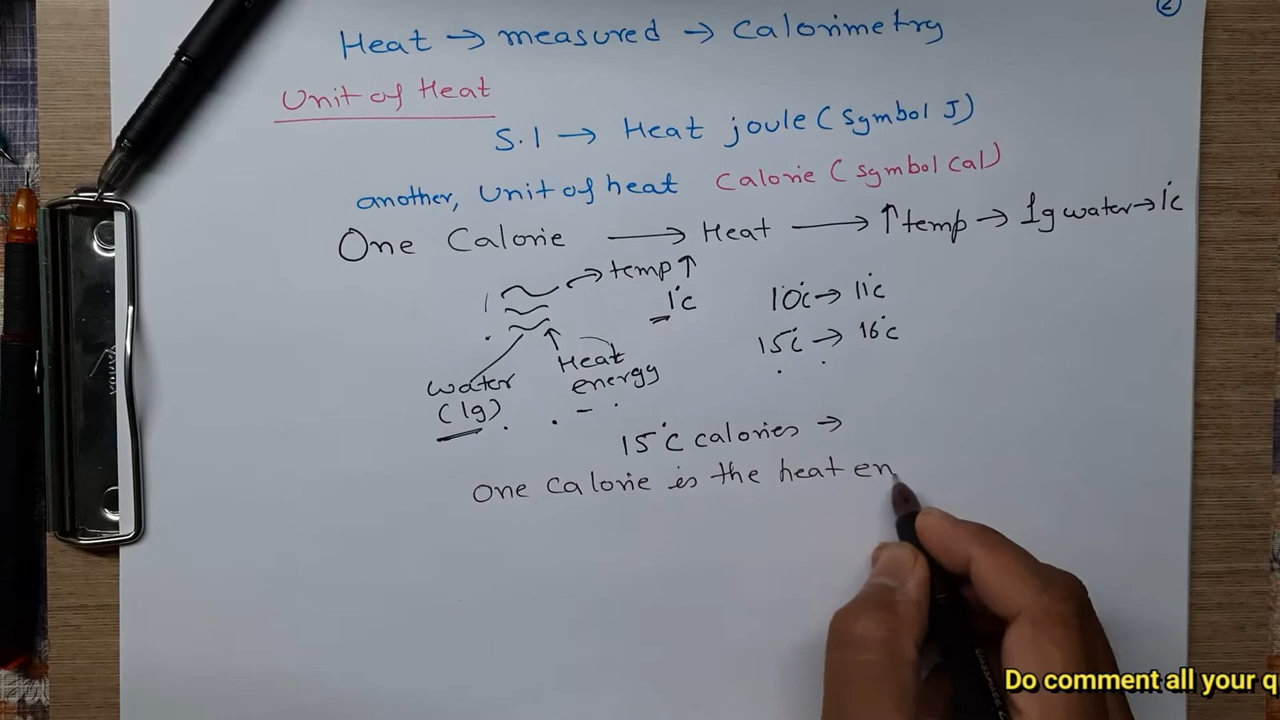 2
Heat → measured → Calorimetry
Unit of Heat
S.I → Heat joule (Symbol J)
another, Unit of heat Calorie (symbol cal)
One Calorie → Heat → ↑ temp → 1g water → 1°c
→ temp ↑
1°c
10°c → 11°c
15°c → 16°c
Heat
energy
water
(1g)
15°C calories →
One Calorie is the heat en
Do comment all your q